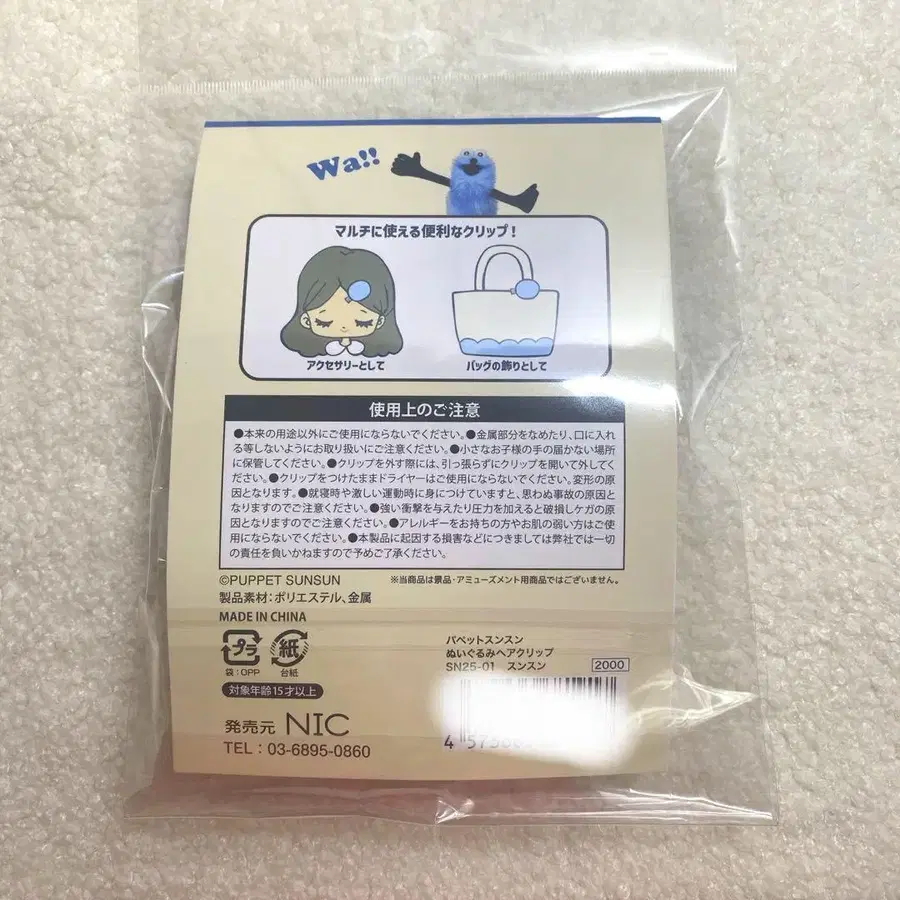 Wa!!
マルチに使える便利なクリップ!
アクセサリーとして
バッグの飾りとして
使用上のご注意
●本来の用途以外にご使用にならないでください。●金属部分をなめたり、口に入れ
る等しないようにお取り扱いにご注意ください。●小さなお子様の手の届かない場所
に保管してください。●クリップを外す際には、引っ張らずにクリップを開いて外してく
ださい。●クリップをつけたままドライヤーはご使用にならないでください。変形の原
因となります。●就寝時や激しい運動時に身につけていますと、思わぬ事故の原因と
なりますのでご注意ください。●強い衝撃を与えたり圧力を加えると破損しケガの原
因となりますのでご注意ください。●アレルギーをお持ちの方やお肌の弱い方はご使
用にならないでください。●本製品に起因する損害などにつきましては弊社では一切
の責任を負いかねますので予めご了承ください。
©PUPPET SUNSUN
※当商品は景品・アミューズメント用商品ではございません。
製品素材:ポリエステル、金属
MADE IN CHINA
プラ
紙
袋:OPP
台紙
対象年齢15才以上
発売元 NIC
TEL : 03-6895-0860
パペットスンスン
ぬいぐるみヘアクリップ
SN25-01 スンスン
2000